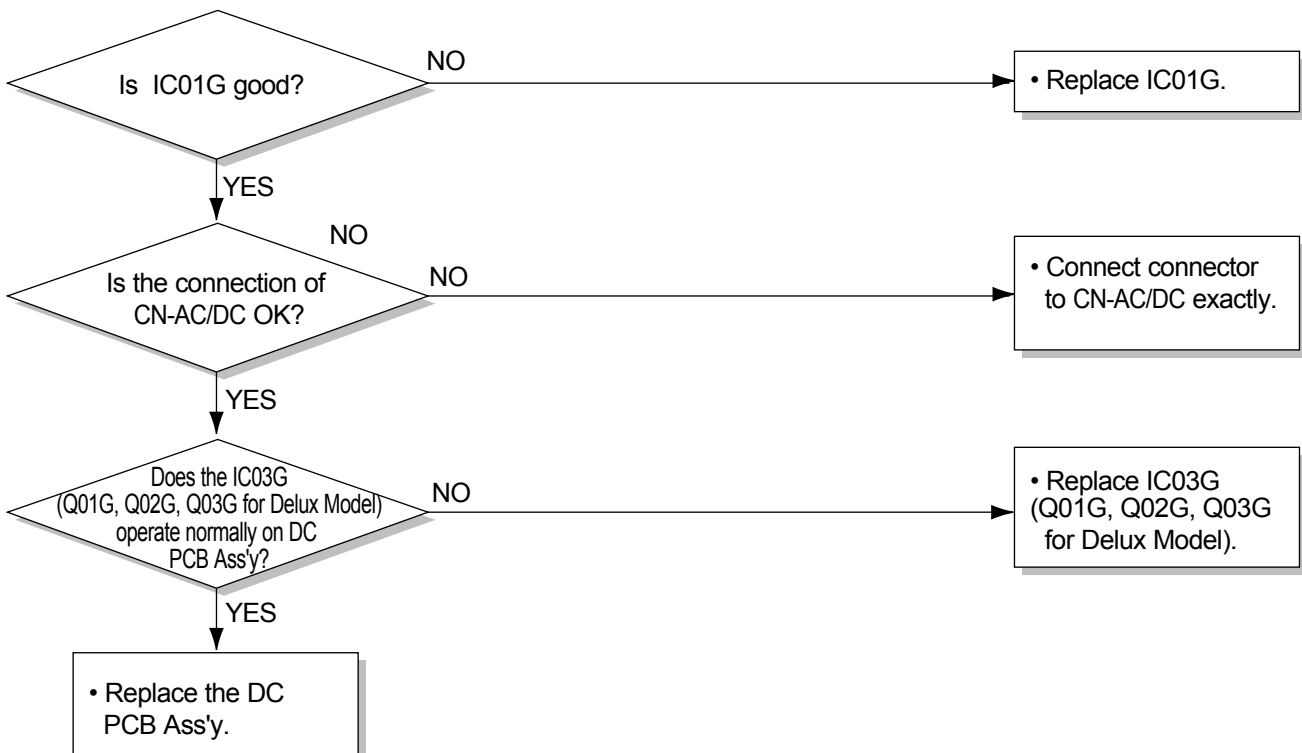 Is IC01G good?
NO
• Replace IC01G.
YES
NO
Is the connection of
CN-AC/DC OK?
NO
• Connect connector
to CN-AC/DC exactly.
YES
Does the IC03G
(Q01G, Q02G, Q03G for Delux Model)
operate normally on DC
PCB Ass'y?
NO
• Replace IC03G
(Q01G, Q02G, Q03G
for Delux Model).
YES
• Replace the DC
PCB Ass'y.